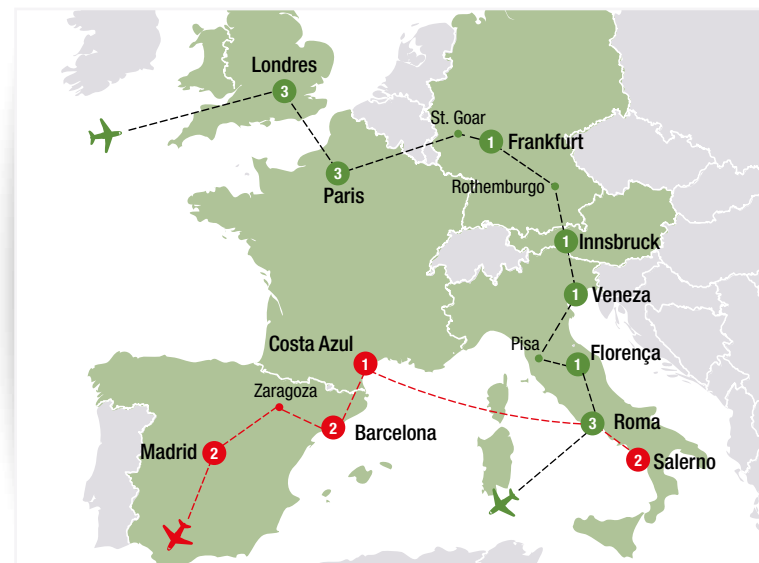 Londres
3
St. Goar
1
Frankfurt
3
Paris
Rothemburgo
1
Innsbruck
1
Veneza
Costa Azul
Pisa
1
1
Florença
Zaragoza
2
Barcelona
3
Roma
Madrid
2
2
Salerno